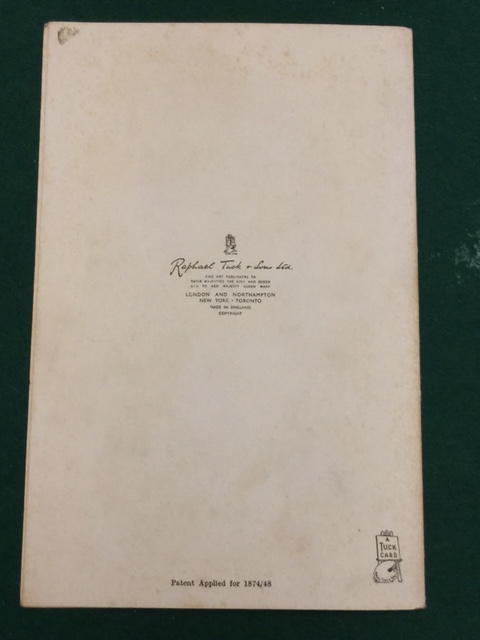 Raphael Tuck & Sons Ltd.
FINE ART PUBLISHERS TO
THEIR MAJESTIES THE KING AND QUEEN
AND TO HER MAJESTY QUEEN MARY
LONDON AND NORTHAMPTON
NEW YORK • TORONTO
MADE IN ENGLAND
COPYRIGHT
A
TUCK
CARD
Patent Applied for 1874/48